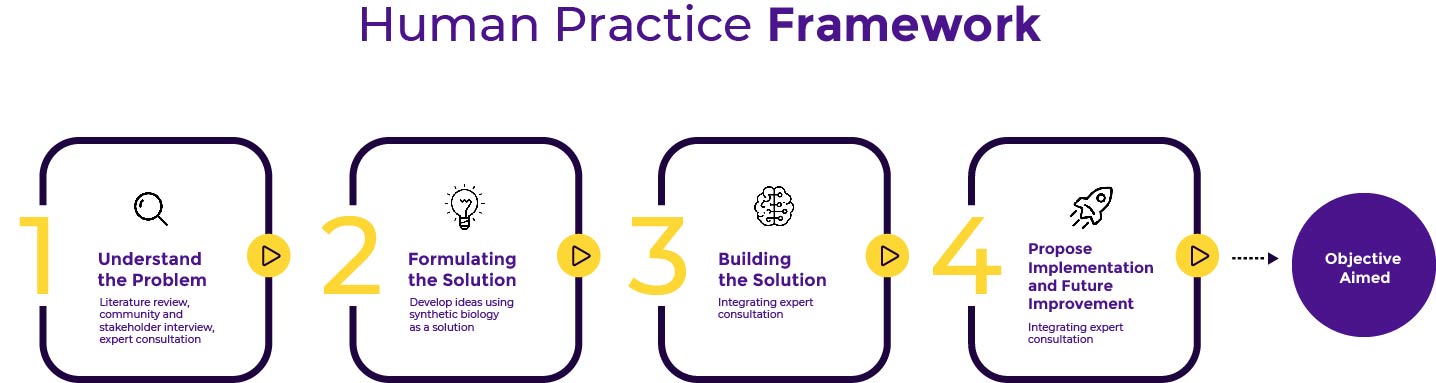 Human Practice Framework
1
Understand
the Problem
Literature review,
community and
stakeholder interview,
expert consultation
2
Formulating
the Solution
Develop ideas using
synthetic biology
as a solution
3
Building
the Solution
Integrating expert
consultation
4
Propose
Implementation
and Future
Improvement
Integrating expert
consultation
Objective
Aimed